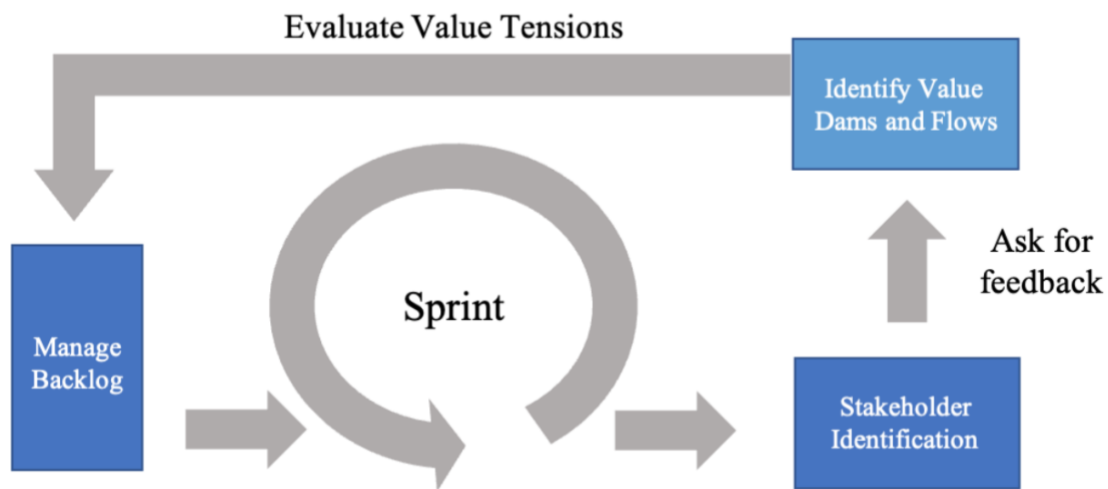 Evaluate Value Tensions
Identify Value
Dams and Flows
Ask for
feedback
Sprint
Manage
Backlog
Stakeholder
Identification